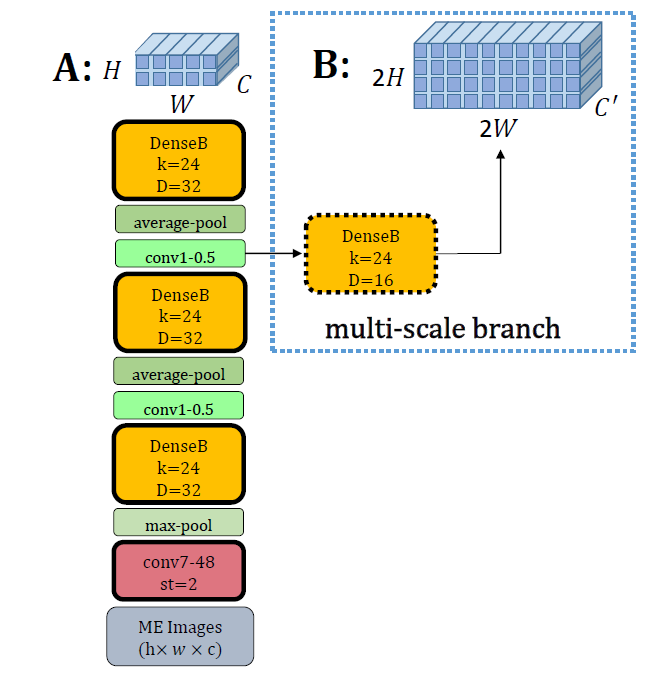 A:
H
W
C
B:
2H
2W
C′
DenseB
k=24
D=32
average-pool
conv1-0.5
DenseB
k=24
D=16
multi-scale branch
DenseB
k=24
D=32
average-pool
conv1-0.5
DenseB
k=24
D=32
max-pool
conv7-48
st=2
ME Images
(h× w × c)